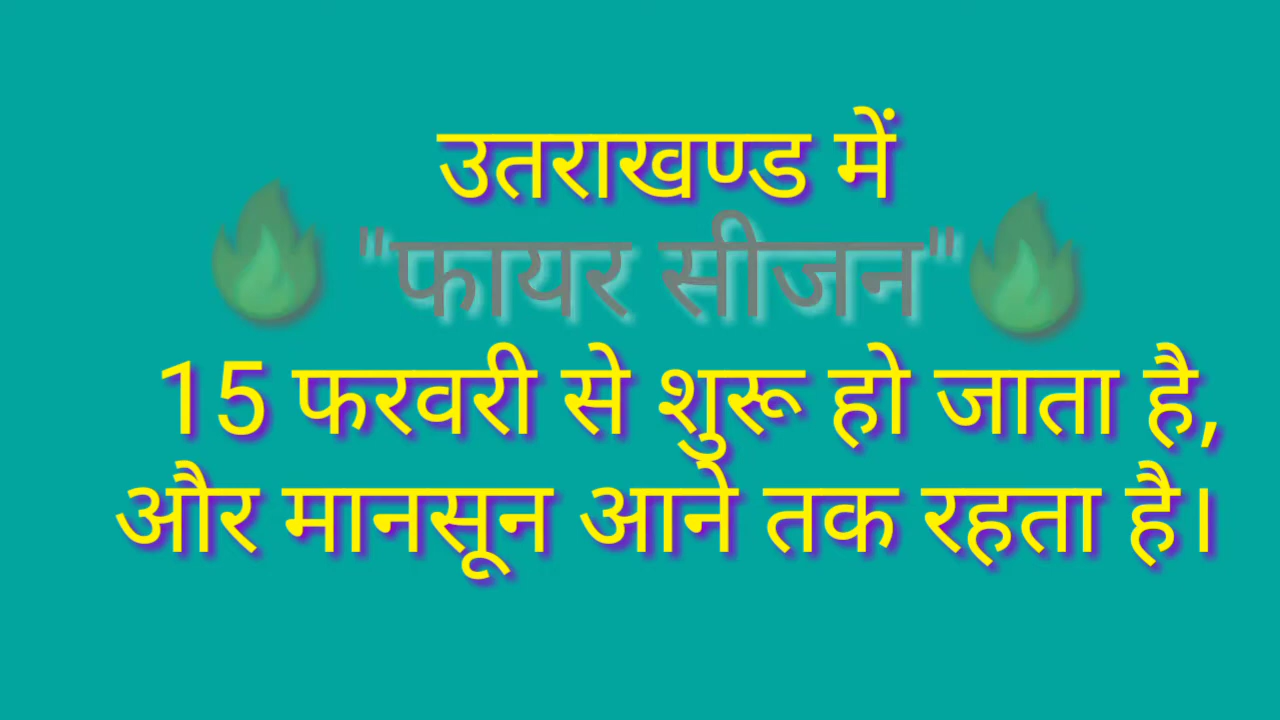 उतराखण्ड में
"फायर सीजन"
15 फरवरी से शुरू हो जाता है,
और मानसून आने तक रहता है।